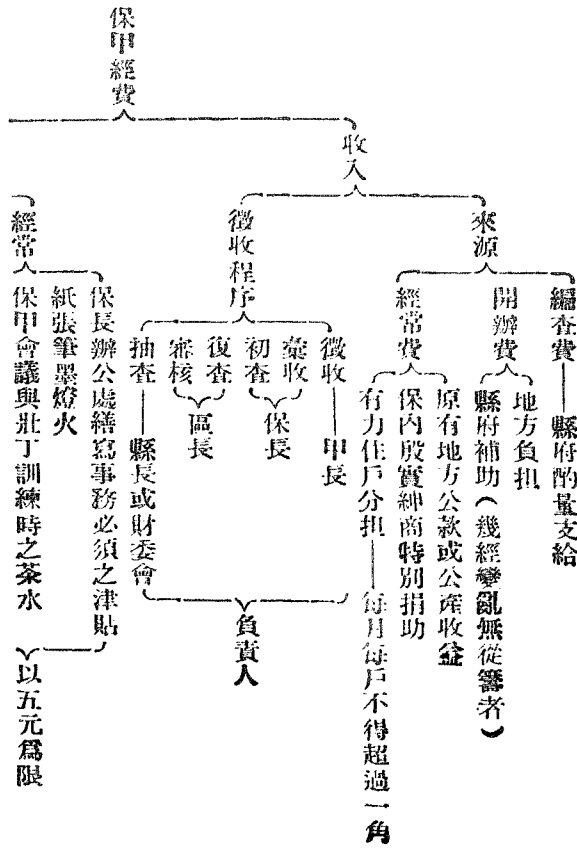 保甲經費
收入
來源
編査費——縣府酌量支給
開辦費
地方負担
縣府補助(幾經變亂無從籌者)
經常費
原有地方公款或公產收益
保內殷實紳商特別捐助
有力住戶分担——每月每戶不得超過一角
徵收程序
徵收——甲長
彙收
初查
保長
復查
審核
區長
抽査——縣長或財委會
負責人
經常
保長辦公處繕寫事務必須之津貼
紙張筆墨燈火
保甲會議與壯丁訓練時之茶水
以五元爲限